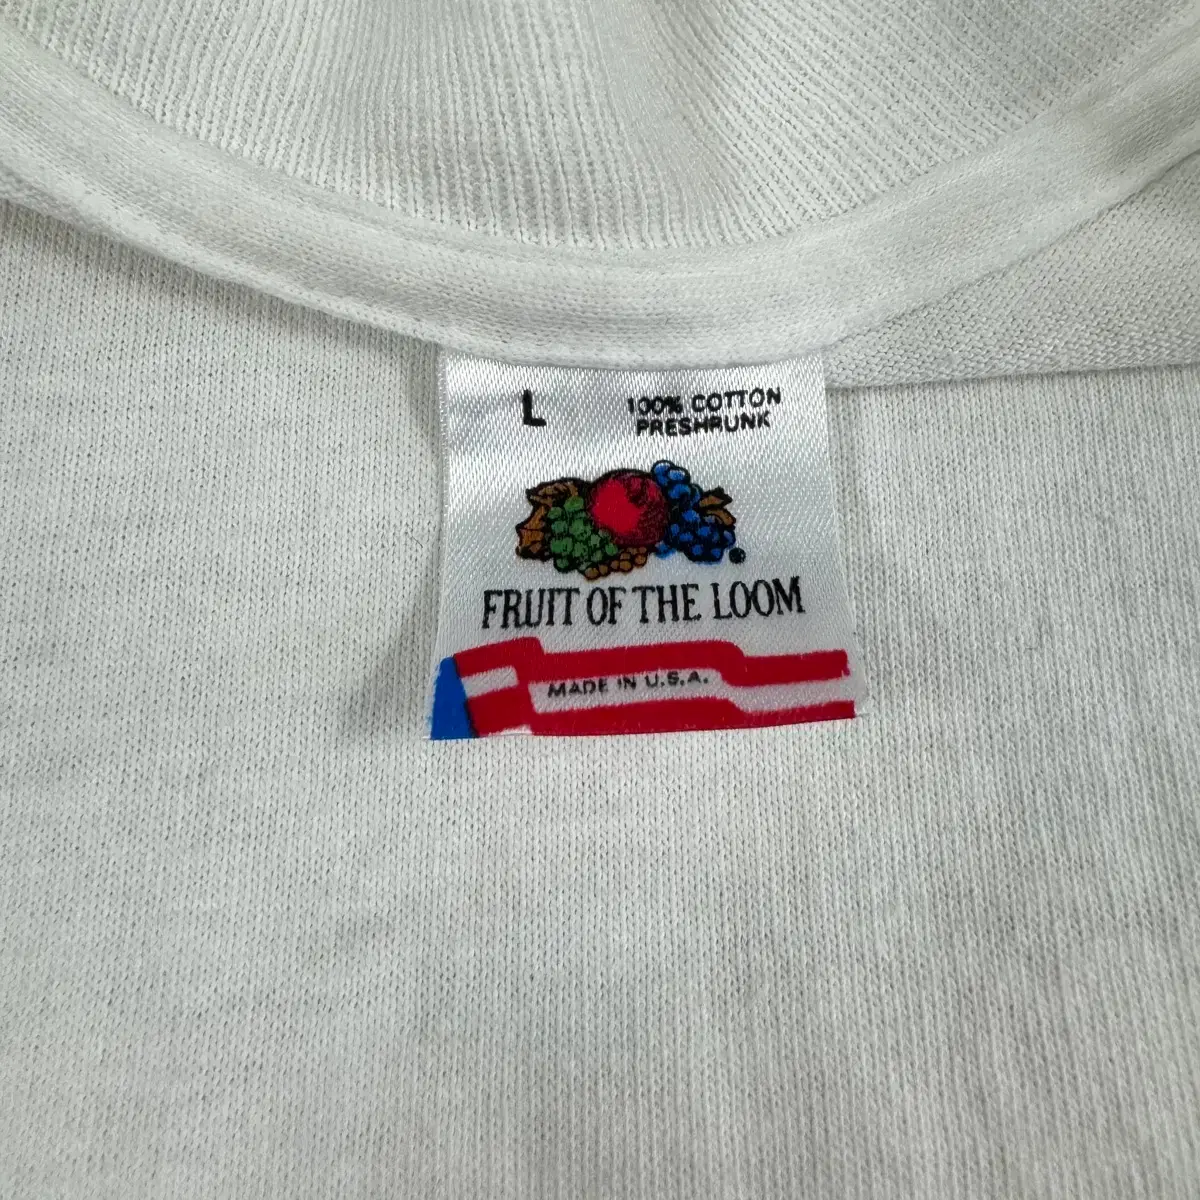 L
100% COTTON
PRESHRUNK
FRUIT OF THE LOOM
MADE IN U.S.A.